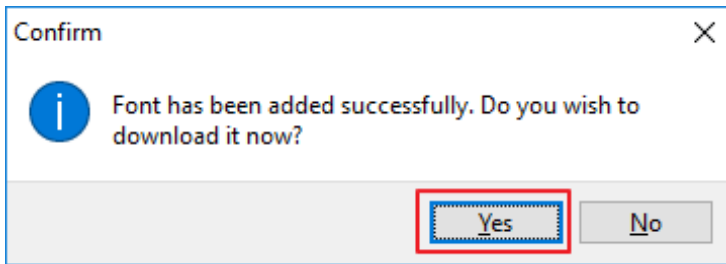 Confirm
Font has been added successfully. Do you wish to
download it now?
Yes No